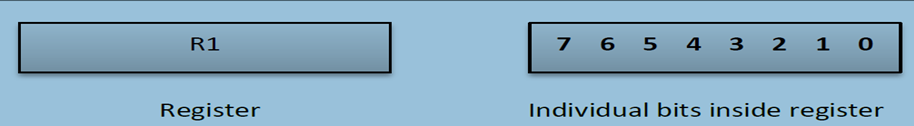 R1
7 6 5 4 3 2 1 0
Register
Individual bits inside register